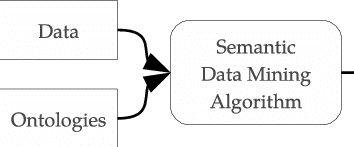 Data
Ontologies
Semantic
Data Mining
Algorithm